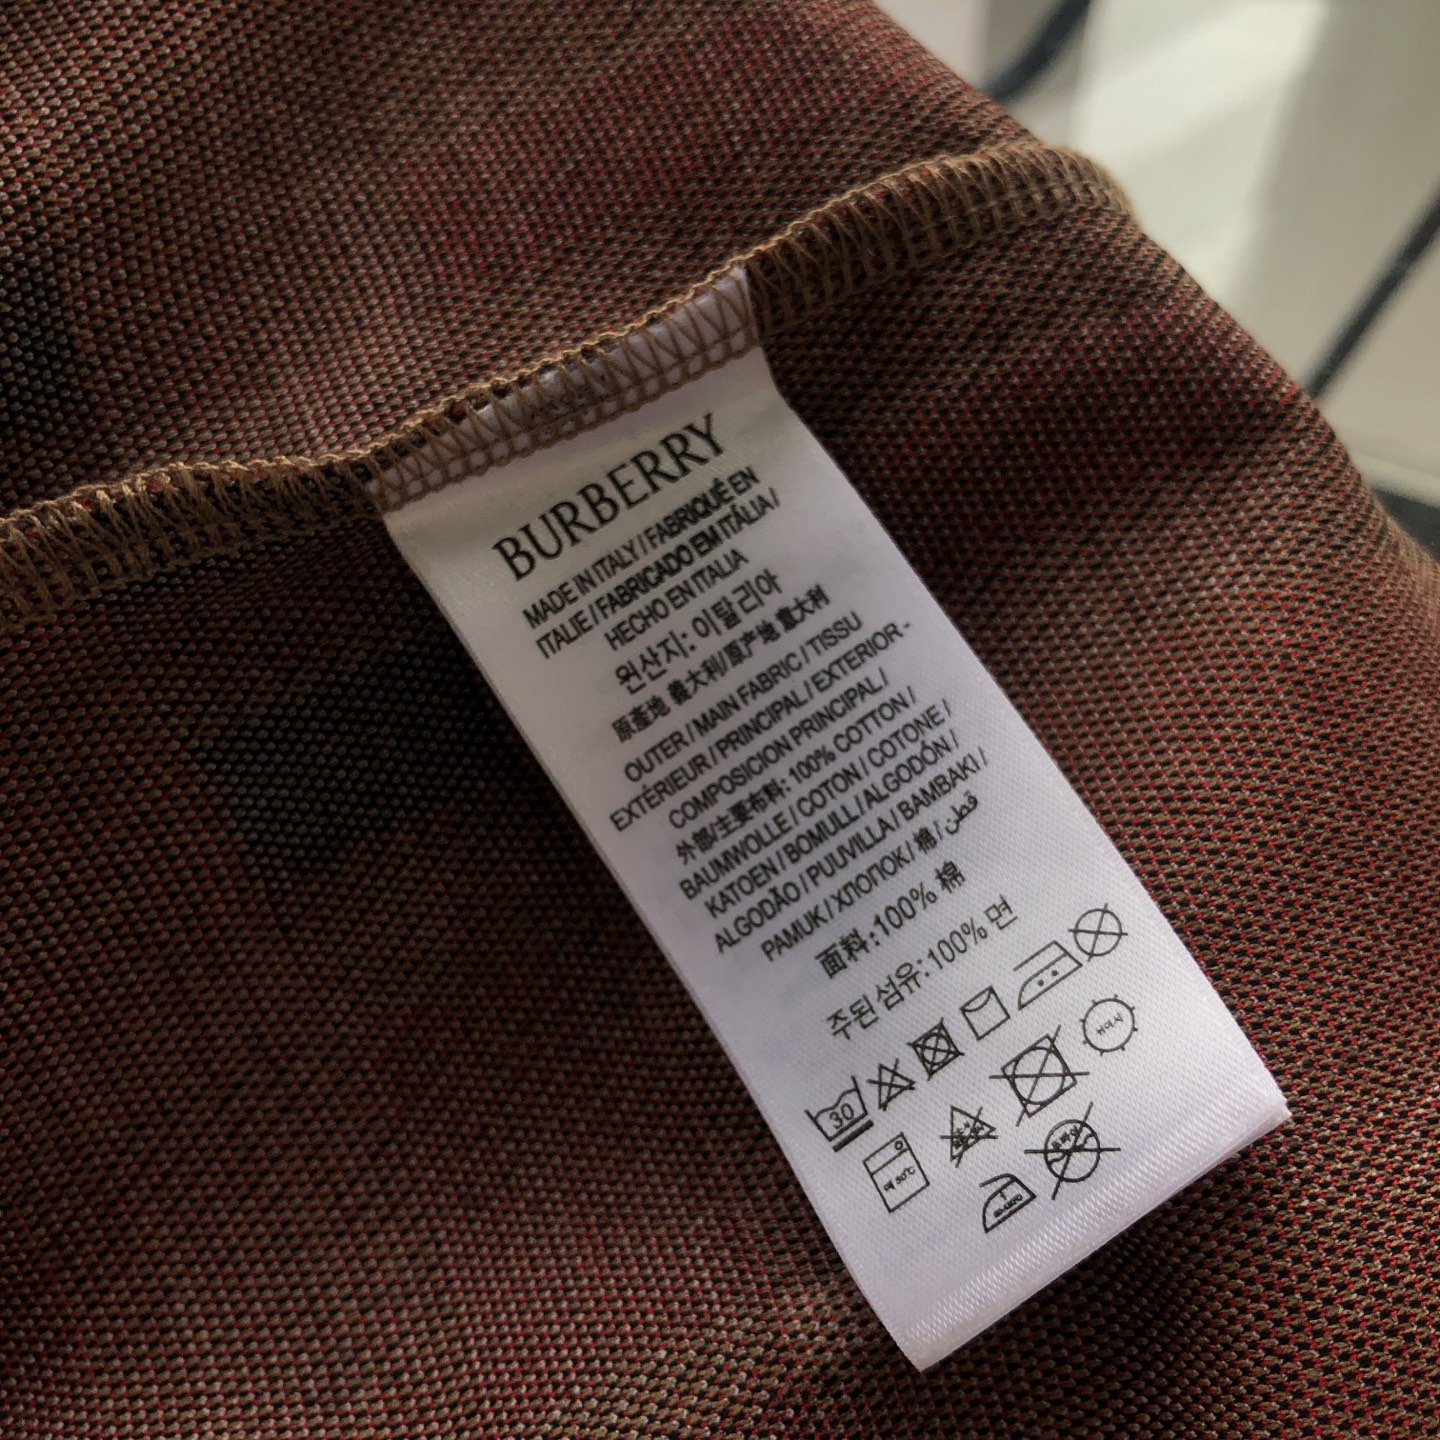 BURBERRY
MADE IN ITALY / FABRIQUÉ EN
ITALIE / FABRICADO EM ITÁLIA /
HECHO EN ITALIA
원산지: 이탈리아
原產地 義大利/原产地 意大利
OUTER / MAIN FABRIC / TISSU
EXTÉRIEUR / PRINCIPAL / EXTERIOR -
COMPOSICION PRINCIPAL /
外部/主要布料: 100% COTTON /
BAUMWOLLE / COTON / COTONE /
KATOEN / BOMULL / ALGODÓN /
ALGODÃO / PUUVILLA / BAMBAKI /
PAMUK / ХЛОПОК / 棉 / قطن
面料:100% 棉
주된 섬유:100% 면
30